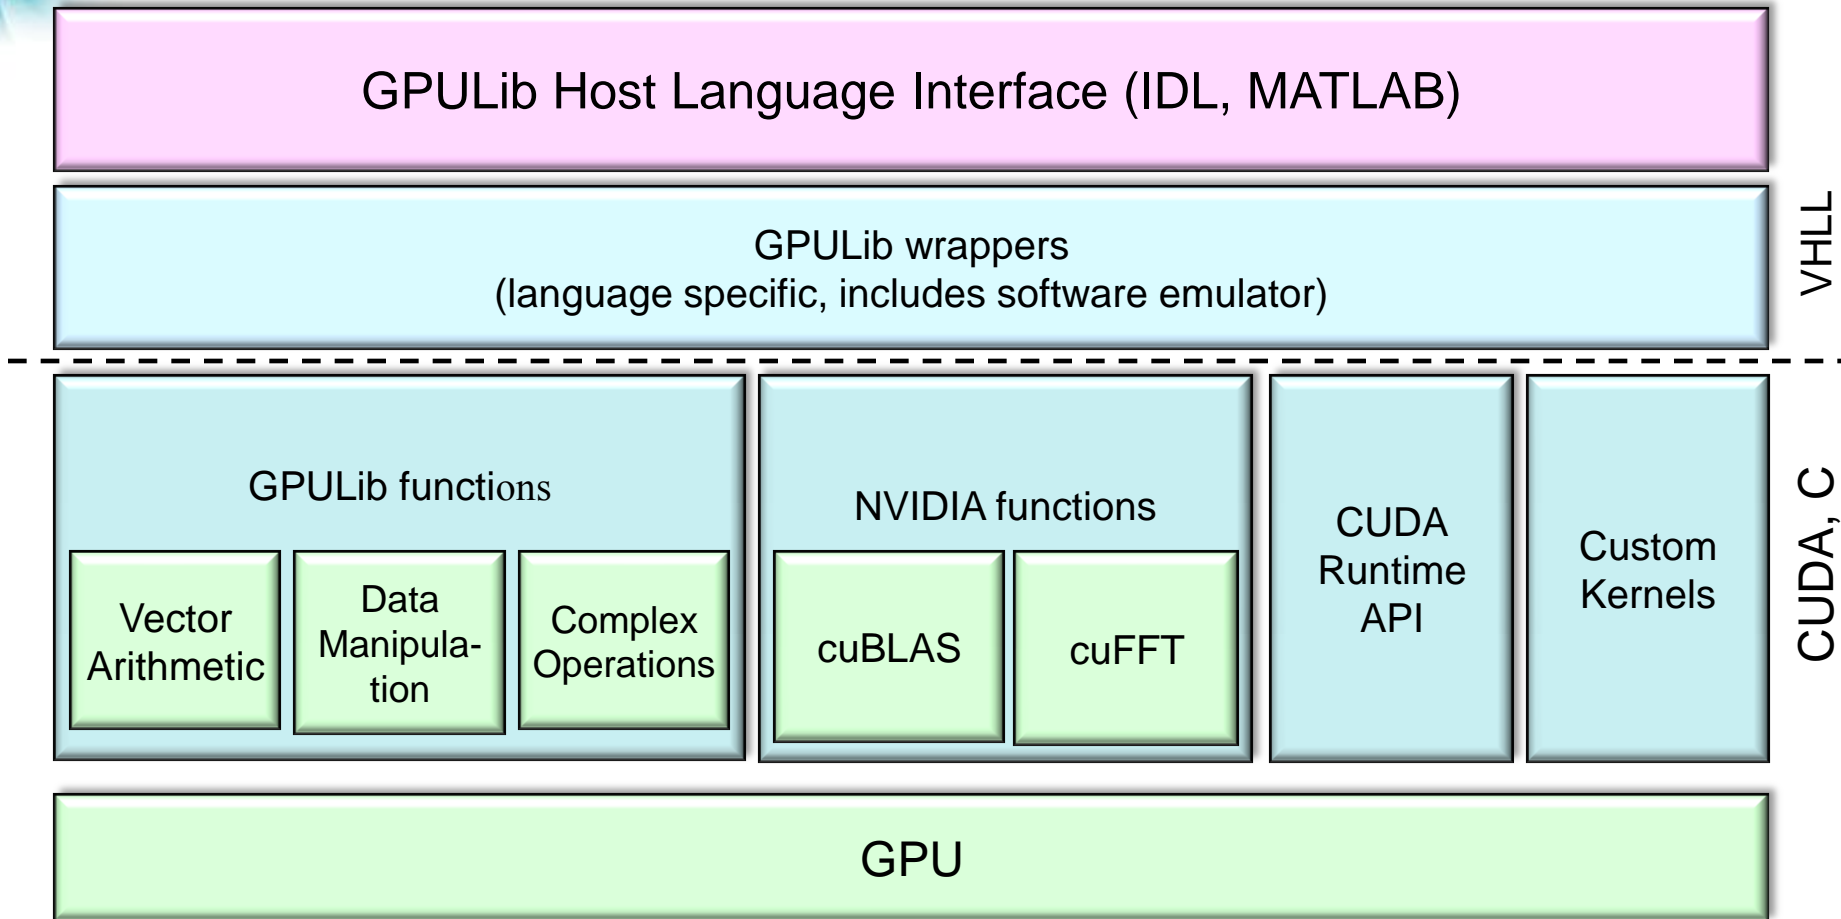 GPULib Host Language Interface (IDL, MATLAB)
GPULib wrappers
(language specific, includes software emulator)
VHLL
GPULib functions
Vector
Arithmetic
Data
Manipula-
tion
Complex
Operations
NVIDIA functions
cuBLAS
cuFFT
CUDA
Runtime
API
Custom
Kernels
CUDA, C
GPU